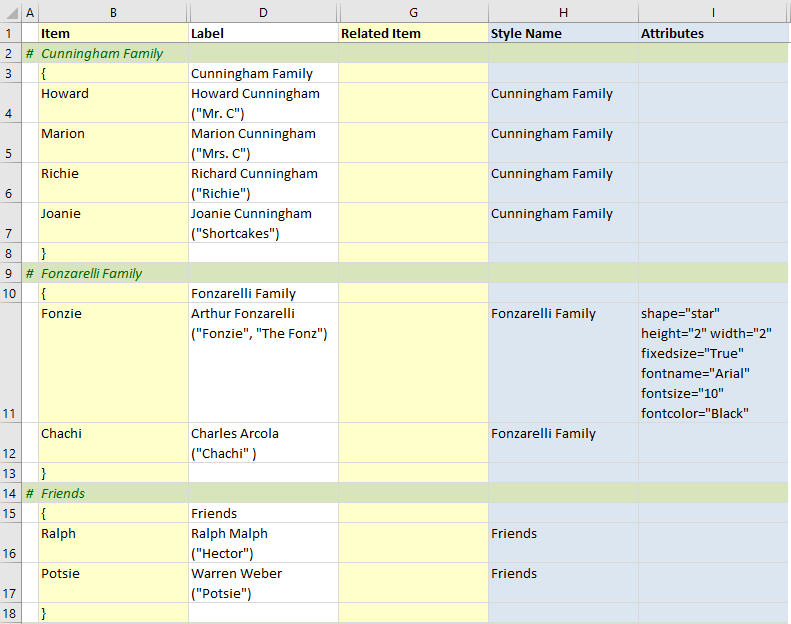 A B D G H I
1 Item Label Related Item Style Name Attributes
2 # Cunningham Family
3 { Cunningham Family
Howard Howard Cunningham Cunningham Family
4 ("Mr. C")
Marion Marion Cunningham Cunningham Family
5 ("Mrs. C")
Richie Richard Cunningham Cunningham Family
6 ("Richie")
Joanie Joanie Cunningham Cunningham Family
7 ("Shortcakes")
8 }
9 # Fonzarelli Family
10 { Fonzarelli Family
Fonzie Arthur Fonzarelli Fonzarelli Family shape="star"
("Fonzie", "The Fonz") height="2" width="2"
fixedsize="True"
fontname="Arial"
fontsize="10"
11 fontcolor="Black"
Chachi Charles Arcola Fonzarelli Family
12 ("Chachi" )
13 }
14 # Friends
15 { Friends
Ralph Ralph Malph Friends
16 ("Hector")
Potsie Warren Weber Friends
17 ("Potsie")
18 }